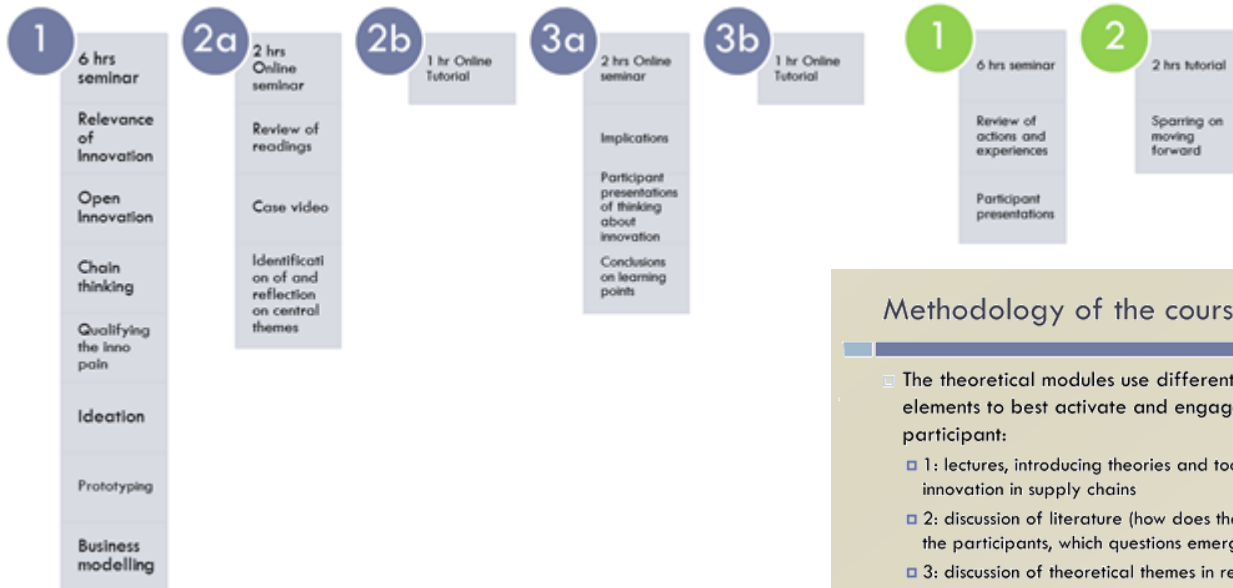 1
6 hrs
seminar
Relevance
of
Innovation
Open
Innovation
Chain
thinking
Qualifying
the inno
pain
Ideation
Prototyping
Business
modelling
2a
2 hrs
Online
seminar
Review of
readings
Case video
Identificati
on of and
reflection
on central
themes
2b
1 hr Online
Tutorial
3a
2 hrs Online
seminar
Implications
Participant
presentations
of thinking
about
innovation
Conclusions
on learning
points
3b
1 hr Online
Tutorial
1
6 hrs seminar
Review of
actions and
experiences
Participant
presentations
2
2 hrs tutorial
Sparring on
moving
forward
Methodology of the cours
The theoretical modules use different
elements to best activate and engag
participant:
1: lectures, introducing theories and too
innovation in supply chains
2: discussion of literature (how does the
the participants, which questions emerg
3: discussion of theoretical themes in re